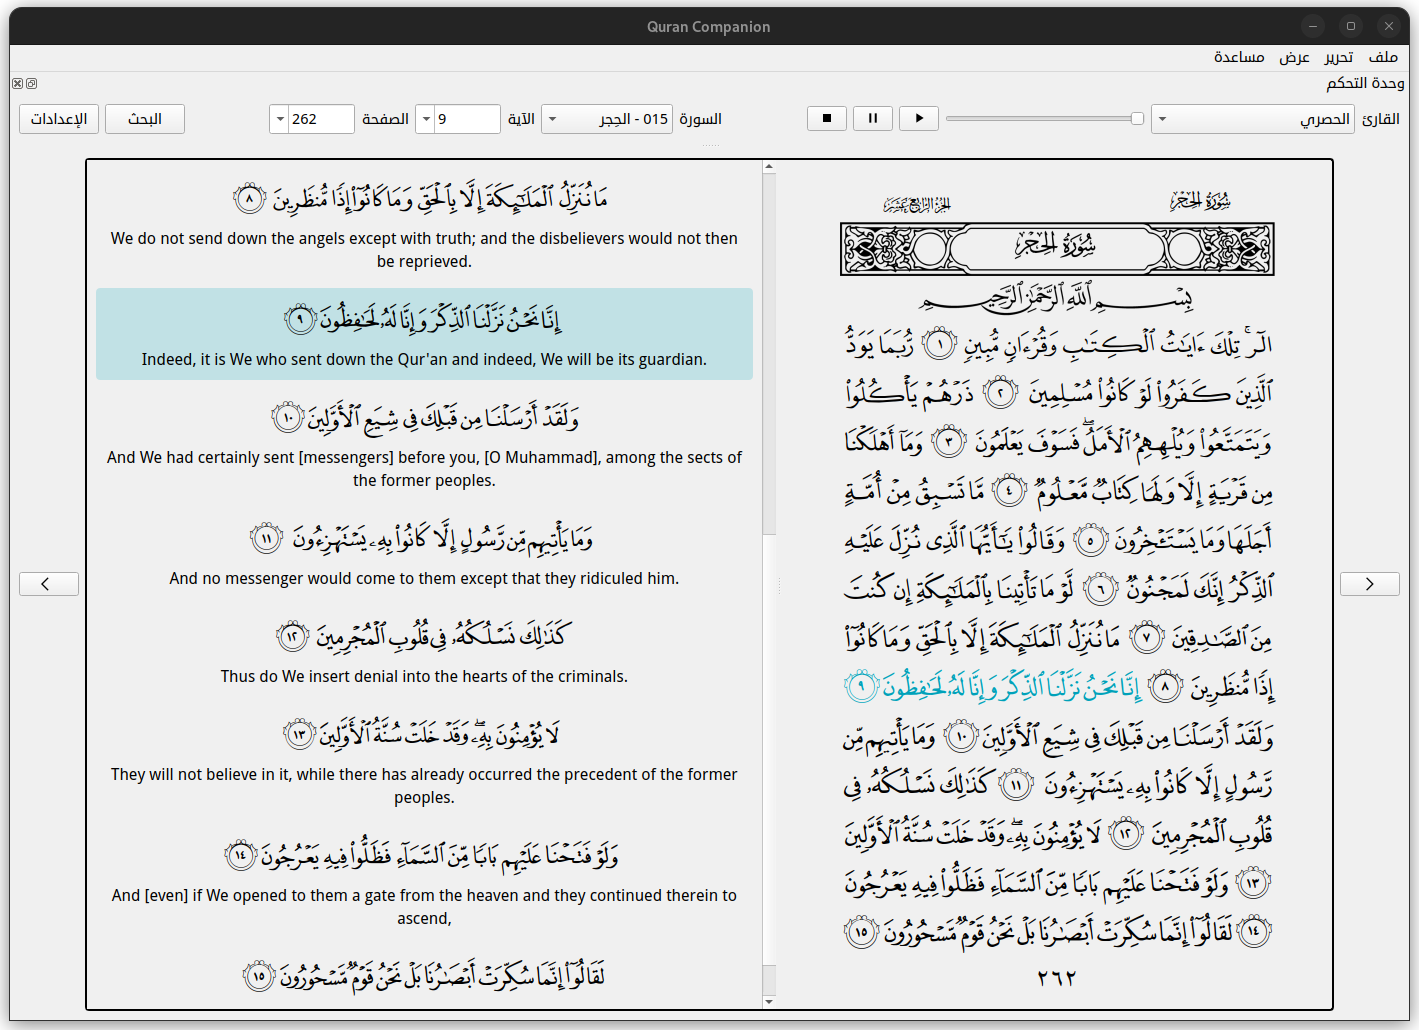 Quran Companion
ملف تحرير عرض مساعدة
وحدة التحكم
القارئ الحصري السورة 015 - الحِجر الآية 9 الصفحة 262 البحث الإعدادات
سُورَةُ الحِجْرِ الجُزْءُ الرَّابِعَ عَشَرَ
سُورَةُ الحِجْرِ
بِسْمِ ٱللَّهِ ٱلرَّحْمَٰنِ ٱلرَّحِيمِ
الٓرۚ تِلْكَ ءَايَٰتُ ٱلْكِتَٰبِ وَقُرْءَانٍ مُّبِينٍ ١ رُّبَمَا يَوَدُّ
ٱلَّذِينَ كَفَرُوا۟ لَوْ كَانُوا۟ مُسْلِمِينَ ٢ ذَرْهُمْ يَأْكُلُوا۟
وَيَتَمَتَّعُوا۟ وَيُلْهِهِمُ ٱلْأَمَلُۖ فَسَوْفَ يَعْلَمُونَ ٣ وَمَآ أَهْلَكْنَا
مِن قَرْيَةٍ إِلَّا وَلَهَا كِتَابٌ مَّعْلُومٌ ٤ مَّا تَسْبِقُ مِنْ أُمَّةٍ
أَجَلَهَا وَمَا يَسْتَـْٔخِرُونَ ٥ وَقَالُوا۟ يَٰٓأَيُّهَا ٱلَّذِى نُزِّلَ عَلَيْهِ
ٱلذِّكْرُ إِنَّكَ لَمَجْنُونٌ ٦ لَّوْ مَا تَأْتِينَا بِٱلْمَلَٰٓئِكَةِ إِن كُنتَ
مِنَ ٱلصَّٰدِقِينَ ٧ مَا نُنَزِّلُ ٱلْمَلَٰٓئِكَةَ إِلَّا بِٱلْحَقِّ وَمَا كَانُوٓا۟
إِذًا مُّنظَرِينَ ٨ إِنَّا نَحْنُ نَزَّلْنَا ٱلذِّكْرَ وَإِنَّا لَهُۥ لَحَٰفِظُونَ ٩
وَلَقَدْ أَرْسَلْنَا مِن قَبْلِكَ فِى شِيَعِ ٱلْأَوَّلِينَ ١٠ وَمَا يَأْتِيهِم مِّن
رَّسُولٍ إِلَّا كَانُوا۟ بِهِۦ يَسْتَهْزِءُونَ ١١ كَذَٰلِكَ نَسْلُكُهُۥ فِى
قُلُوبِ ٱلْمُجْرِمِينَ ١٢ لَا يُؤْمِنُونَ بِهِۦۖ وَقَدْ خَلَتْ سُنَّةُ ٱلْأَوَّلِينَ
١٣ وَلَوْ فَتَحْنَا عَلَيْهِم بَابًا مِّنَ ٱلسَّمَآءِ فَظَلُّوا۟ فِيهِ يَعْرُجُونَ
١٤ لَقَالُوٓا۟ إِنَّمَا سُكِّرَتْ أَبْصَٰرُنَا بَلْ نَحْنُ قَوْمٌ مَّسْحُورُونَ ١٥
٢٦٢
مَا نُنَزِّلُ ٱلْمَلَٰٓئِكَةَ إِلَّا بِٱلْحَقِّ وَمَا كَانُوٓا۟ إِذًا مُّنظَرِينَ ٨
We do not send down the angels except with truth; and the disbelievers would not then
be reprieved.
إِنَّا نَحْنُ نَزَّلْنَا ٱلذِّكْرَ وَإِنَّا لَهُۥ لَحَٰفِظُونَ ٩
Indeed, it is We who sent down the Qur'an and indeed, We will be its guardian.
وَلَقَدْ أَرْسَلْنَا مِن قَبْلِكَ فِى شِيَعِ ٱلْأَوَّلِينَ ١٠
And We had certainly sent [messengers] before you, [O Muhammad], among the sects of
the former peoples.
وَمَا يَأْتِيهِم مِّن رَّسُولٍ إِلَّا كَانُوا۟ بِهِۦ يَسْتَهْزِءُونَ ١١
And no messenger would come to them except that they ridiculed him.
كَذَٰلِكَ نَسْلُكُهُۥ فِى قُلُوبِ ٱلْمُجْرِمِينَ ١٢
Thus do We insert denial into the hearts of the criminals.
لَا يُؤْمِنُونَ بِهِۦۖ وَقَدْ خَلَتْ سُنَّةُ ٱلْأَوَّلِينَ ١٣
They will not believe in it, while there has already occurred the precedent of the former
peoples.
وَلَوْ فَتَحْنَا عَلَيْهِم بَابًا مِّنَ ٱلسَّمَآءِ فَظَلُّوا۟ فِيهِ يَعْرُجُونَ ١٤
And [even] if We opened to them a gate from the heaven and they continued therein to
ascend,
لَقَالُوٓا۟ إِنَّمَا سُكِّرَتْ أَبْصَٰرُنَا بَلْ نَحْنُ قَوْمٌ مَّسْحُورُونَ ١٥